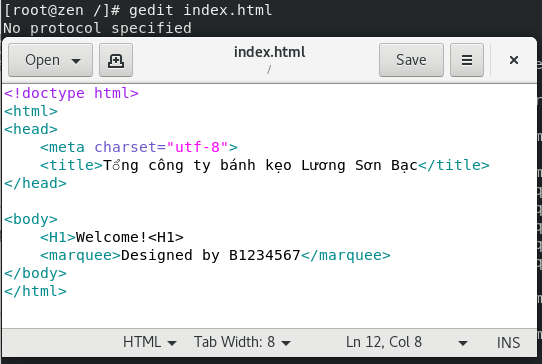 [root@zen /]# gedit index.html
No protocol specified
Open
index.html
/
Save
<!doctype html>
<html>
<head>
    <meta charset="utf-8">
    <title>Tổng công ty bánh kẹo Lương Sơn Bạc</title>
</head>

<body>
    <H1>Welcome!<H1>
    <marquee>Designed by B1234567</marquee>
</body>
</html>
HTML Tab Width: 8 Ln 12, Col 8 INS